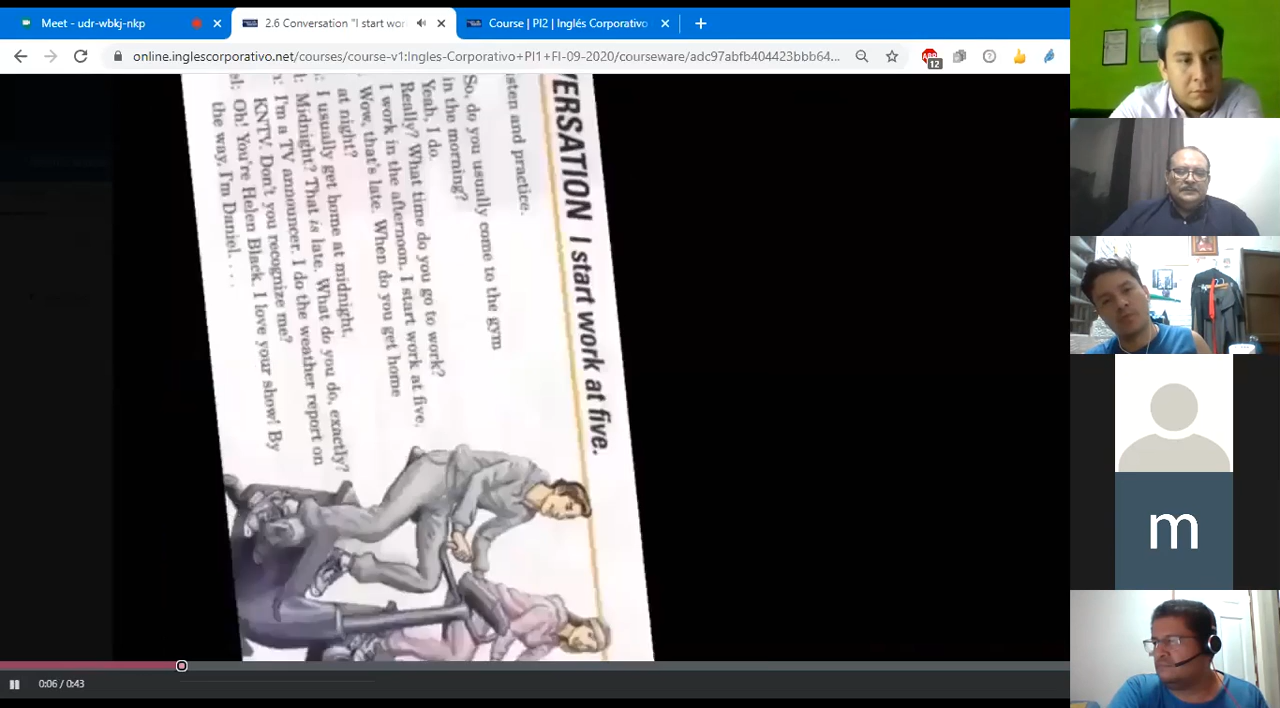 Meet - udr-wbkj-nkp
2.6 Conversation "I start wor
Course | PI2 | Inglés Corporativo
online.inglescorporativo.net/courses/course-v1:Ingles-Corporativo+PI1+FI-09-2020/courseware/adc97abfb404423bbb64...
12
VERSATION I start work at five.
sten and practice.
So, do you usually come to the gym
in the morning?
Yeah, I do.
Really? What time do you go to work?
I work in the afternoon. I start work at five.
Wow, that's late. When do you get home
at night?
: I usually get home at midnight.
l: Midnight? That is late. What do you do, exactly?
: I'm a TV announcer. I do the weather report on
KNTV. Don't you recognize me?
el: Oh! You're Helen Black. I love your show! By
the way, I'm Daniel. . . .
0:06 / 0:43
m